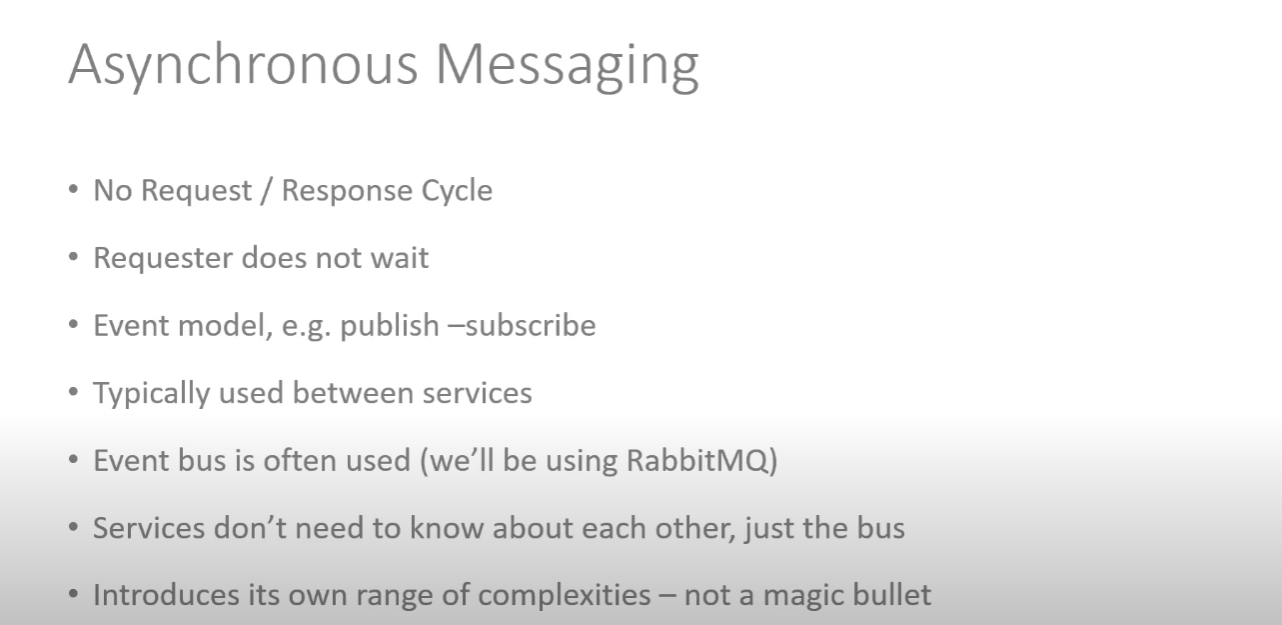 Asynchronous Messaging
• No Request / Response Cycle
• Requester does not wait
• Event model, e.g. publish –subscribe
• Typically used between services
• Event bus is often used (we’ll be using RabbitMQ)
• Services don’t need to know about each other, just the bus
• Introduces its own range of complexities – not a magic bullet